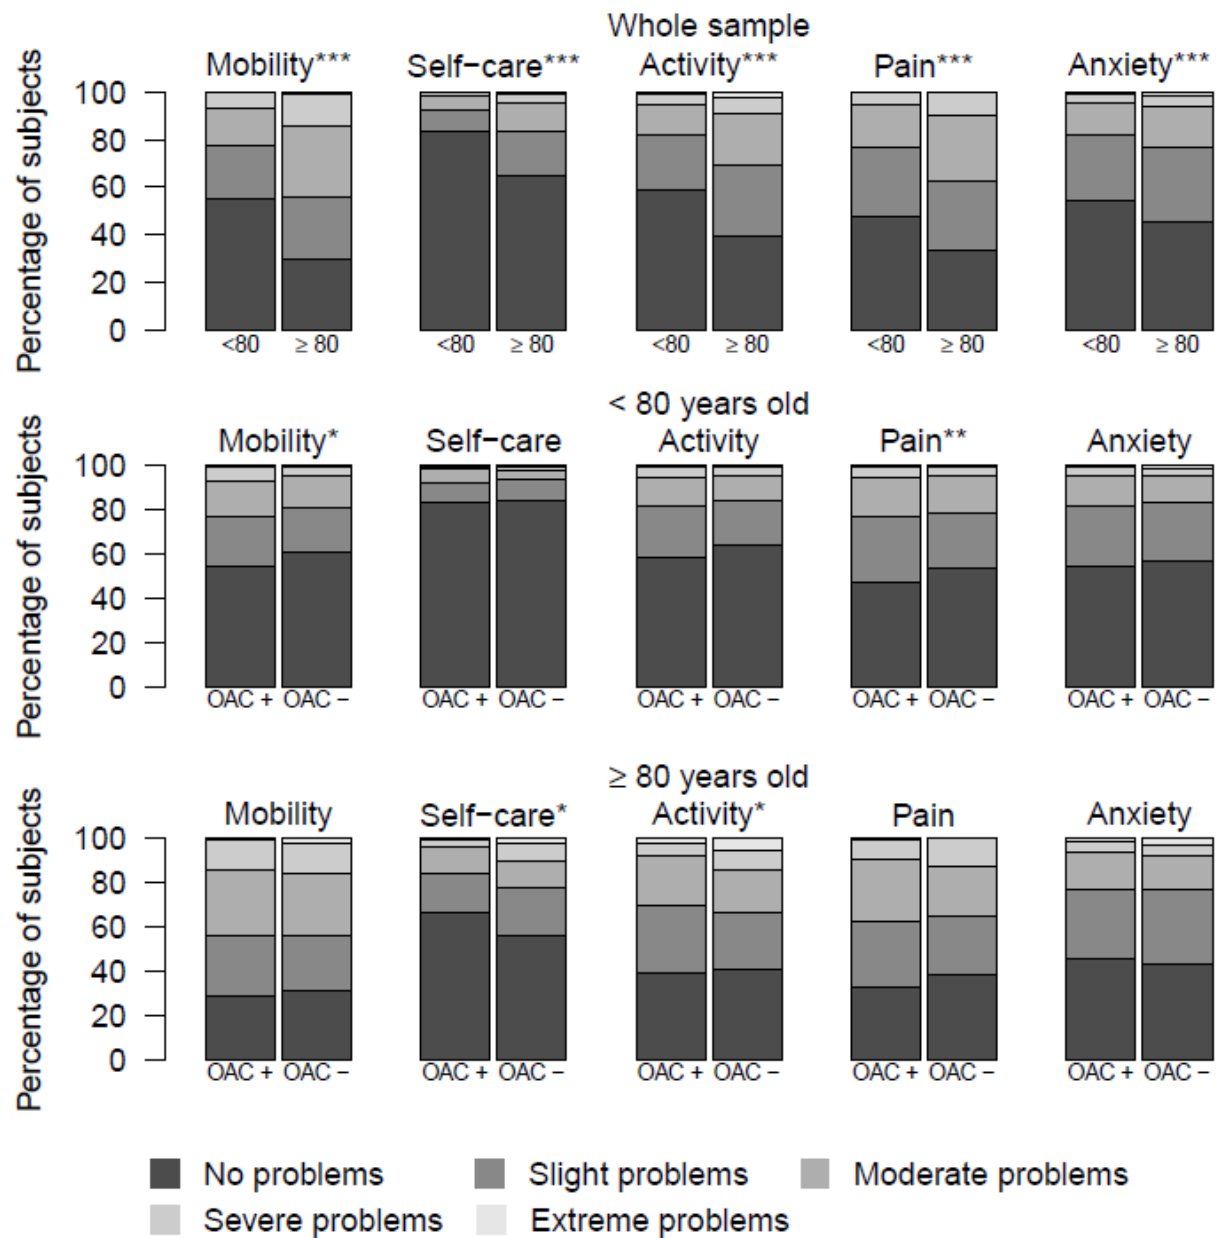 Whole sample
Mobility*** Self−care*** Activity*** Pain*** Anxiety***
Percentage of subjects
100
80
60
40
20
0
<80 ≥ 80 <80 ≥ 80 <80 ≥ 80 <80 ≥ 80 <80 ≥ 80
< 80 years old
Mobility* Self−care Activity Pain** Anxiety
Percentage of subjects
100
80
60
40
20
0
OAC + OAC − OAC + OAC − OAC + OAC − OAC + OAC − OAC + OAC −
≥ 80 years old
Mobility Self−care* Activity* Pain Anxiety
Percentage of subjects
100
80
60
40
20
0
OAC + OAC − OAC + OAC − OAC + OAC − OAC + OAC − OAC + OAC −
No problems Slight problems Moderate problems
Severe problems Extreme problems